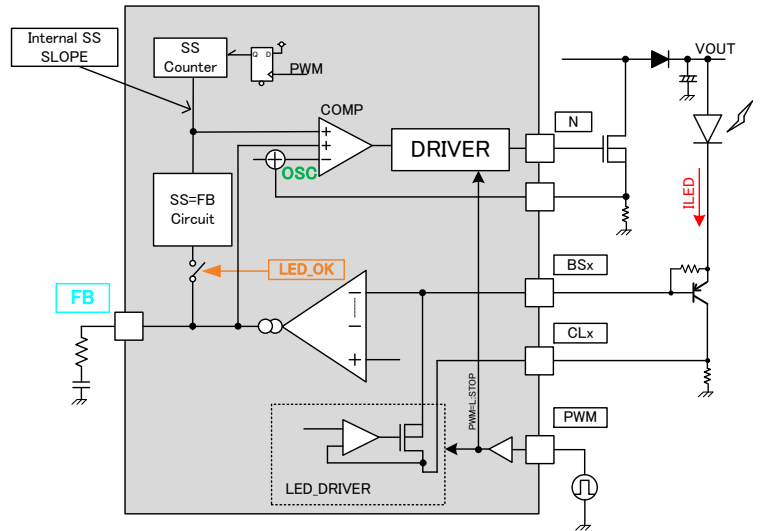 Internal SS
SLOPE
SS
Counter
Q D
PWM
COMP
OSC
DRIVER
N
VOUT
ILED
SS=FB
Circuit
LED_OK
FB
BSx
CLx
PWM=L:STOP
PWM
LED_DRIVER